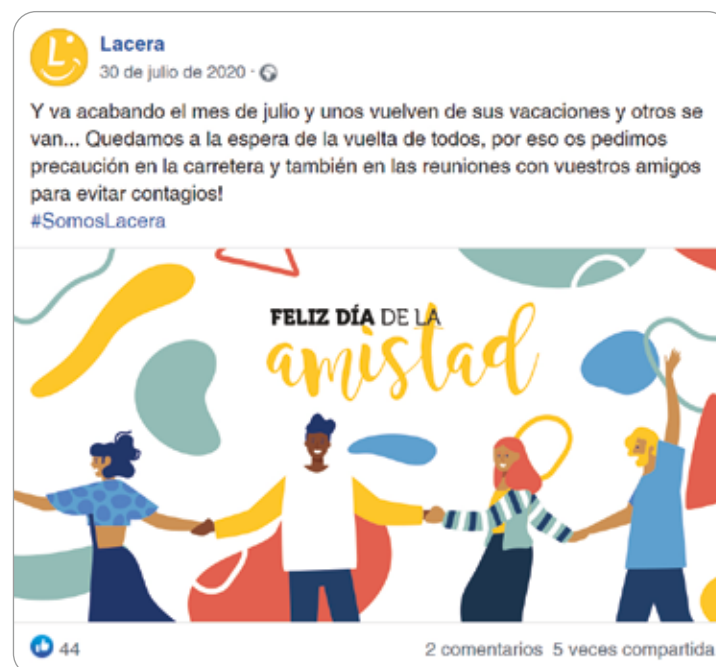 Lacera
30 de julio de 2020 ·
Y va acabando el mes de julio y unos vuelven de sus vacaciones y otros se
van... Quedamos a la espera de la vuelta de todos, por eso os pedimos
precaución en la carretera y también en las reuniones con vuestros amigos
para evitar contagios!
#SomosLacera
FELIZ DÍA DE LA
amistad
44
2 comentarios 5 veces compartida